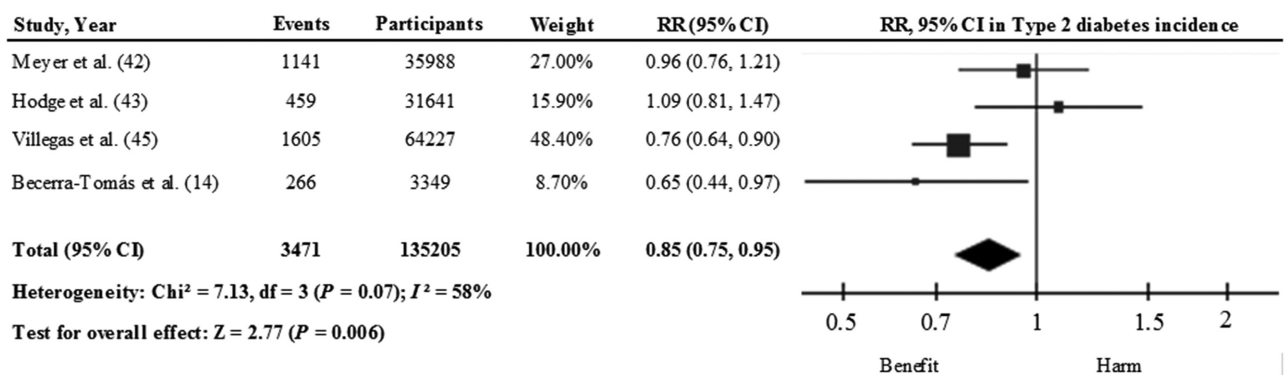 Study, Year Events Participants Weight RR (95% CI) RR, 95% CI in Type 2 diabetes incidence
Meyer et al. (42) 1141 35988 27.00% 0.96 (0.76, 1.21)
Hodge et al. (43) 459 31641 15.90% 1.09 (0.81, 1.47)
Villegas et al. (45) 1605 64227 48.40% 0.76 (0.64, 0.90)
Becerra-Tomás et al. (14) 266 3349 8.70% 0.65 (0.44, 0.97)
Total (95% CI) 3471 135205 100.00% 0.85 (0.75, 0.95)
Heterogeneity: Chi² = 7.13, df = 3 (P = 0.07); I² = 58%
Test for overall effect: Z = 2.77 (P = 0.006)
0.5 0.7 1 1.5 2
Benefit Harm